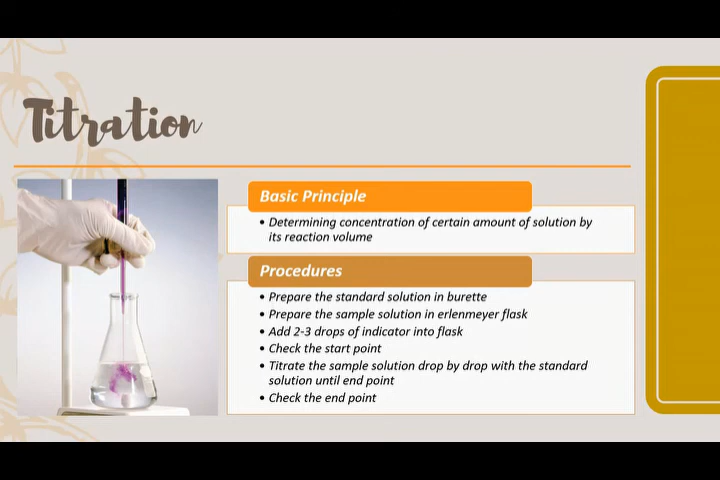 Titration
Basic Principle
• Determining concentration of certain amount of solution by
its reaction volume
Procedures
• Prepare the standard solution in burette
• Prepare the sample solution in erlenmeyer flask
• Add 2-3 drops of indicator into flask
• Check the start point
• Titrate the sample solution drop by drop with the standard
solution until end point
• Check the end point